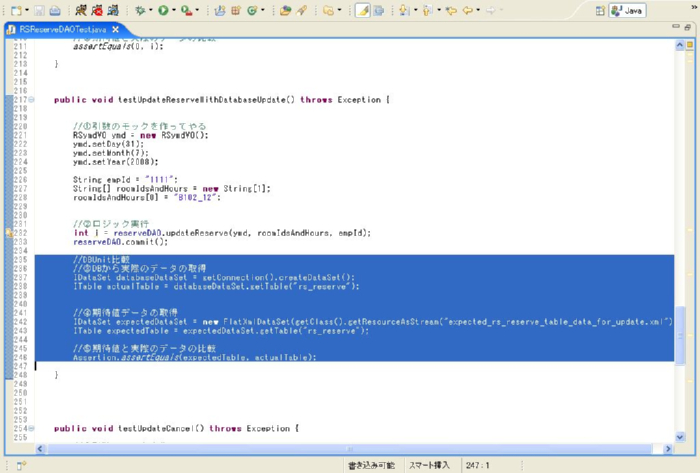 Java
RSReserveDAOTest.java
211 assertEquals(0, i);
212
213 }
214
215
216
217 public void testUpdateReserveWithDatabaseUpdate() throws Exception {
218
219
220 //①引数のモックを作ってやる
221 RSymdVO ymd = new RSymdVO();
222 ymd.setDay(31);
223 ymd.setMonth(7);
224 ymd.setYear(2008);
225
226 String empId = "1111";
227 String[] roomIdsAndHours = new String[1];
228 roomIdsAndHours[0] = "B102_12";
229
230
231 //②ロジック実行
232 int i = reserveDAO.updateReserve(ymd, roomIdsAndHours, empId);
233 reserveDAO.commit();
234
235 //DBUnit比較
236 //③DBから実際のデータの取得
237 IDataSet databaseDataSet = getConnection().createDataSet();
238 ITable actualTable = databaseDataSet.getTable("rs_reserve");
239
240
241 //④期待値データの取得
242 IDataSet expectedDataSet = new FlatXmlDataSet(getClass().getResourceAsStream("expected_rs_reserve_table_data_for_update.xml")
243 ITable expectedTable = expectedDataSet.getTable("rs_reserve");
244
245 //⑤期待値と実際のデータの比較
246 Assertion.assertEquals(expectedTable, actualTable);
247
248 }
249
250
251
252
253
254 public void testUpdateCancel() throws Exception {
255
書き込み可能 スマート挿入 247 : 1